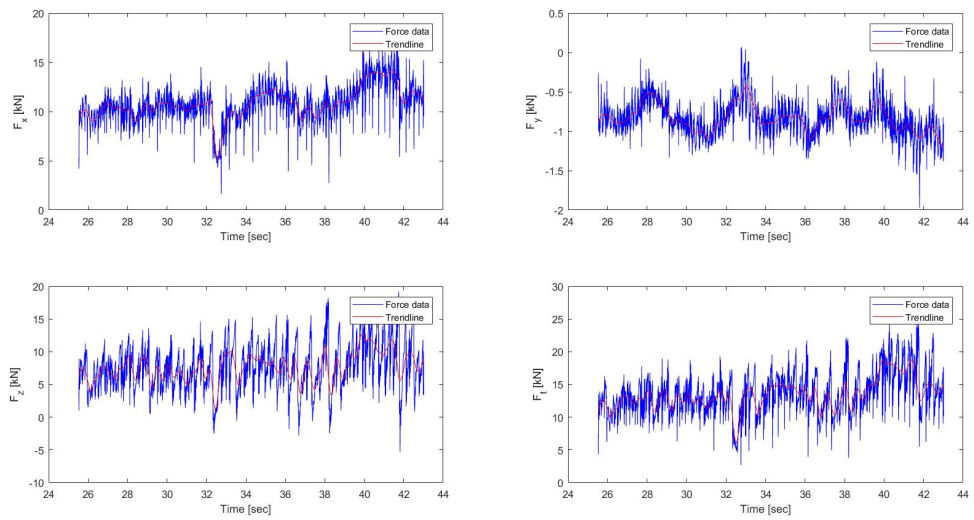 20
15
10
5
0
F_x [kN]
24 26 28 30 32 34 36 38 40 42 44
Time [sec]
Force data
Trendline
0.5
0
-0.5
-1
-1.5
-2
F_y [kN]
24 26 28 30 32 34 36 38 40 42 44
Time [sec]
Force data
Trendline
20
15
10
5
0
-5
-10
F_z [kN]
24 26 28 30 32 34 36 38 40 42 44
Time [sec]
Force data
Trendline
30
25
20
15
10
5
0
F_t [kN]
24 26 28 30 32 34 36 38 40 42 44
Time [sec]
Force data
Trendline